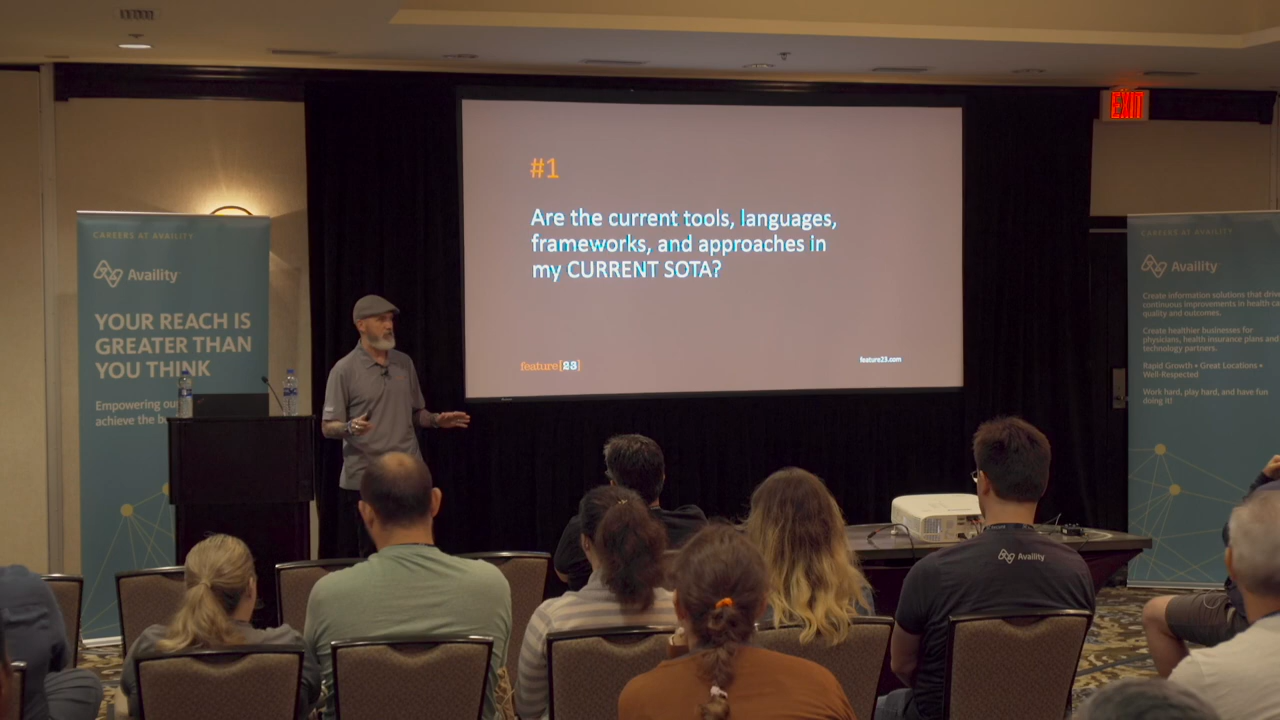 EXIT
#1
Are the current tools, languages,
frameworks, and approaches in
my CURRENT SOTA?
feature[23]
feature23.com
CAREERS AT AVAILITY
Availity
YOUR REACH IS
GREATER THAN
YOU THINK
Empowering ou
achieve the b
CAREERS AT AVAILITY
Availity
Create information solutions that drive
continuous improvements in health ca
quality and outcomes.
Create healthier businesses for
physicians, health insurance plans and
technology partners.
Rapid Growth • Great Locations •
Well-Respected
Work hard, play hard, and have fun
doing it!
Availity